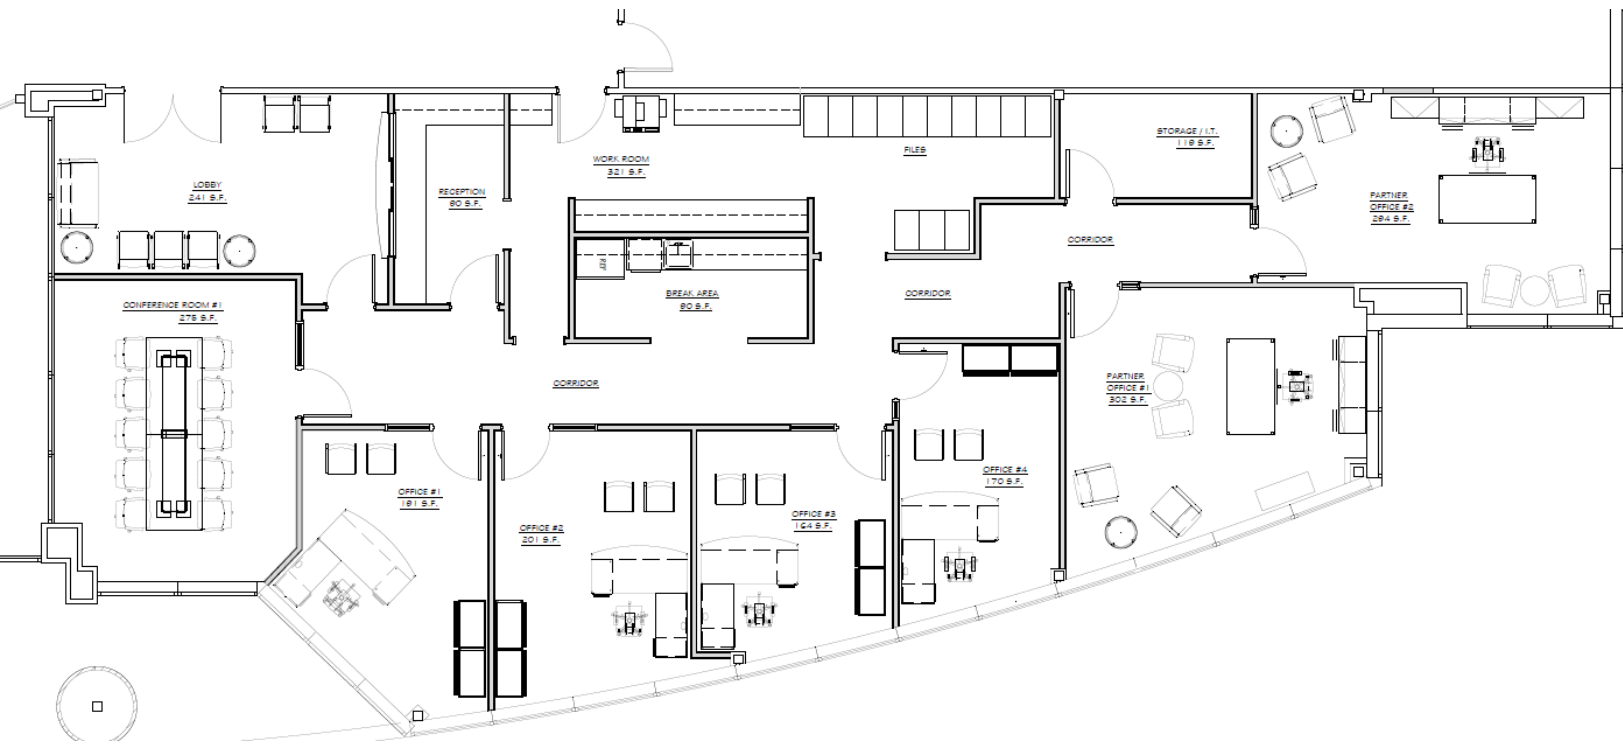 LOBBY
241 S.F.
RECEPTION
80 S.F.
WORK ROOM
321 S.F.
FILES
STORAGE / I.T.
S.F.
PARTNER
OFFICE #2
S.F.
CORRIDOR
CORRIDOR
BREAK AREA
80 S.F.
REF
CONFERENCE ROOM #1
275 S.F.
CORRIDOR
PARTNER
OFFICE #1
302 S.F.
OFFICE #1
181 S.F.
OFFICE #2
201 S.F.
OFFICE #3
164 S.F.
OFFICE #4
170 S.F.